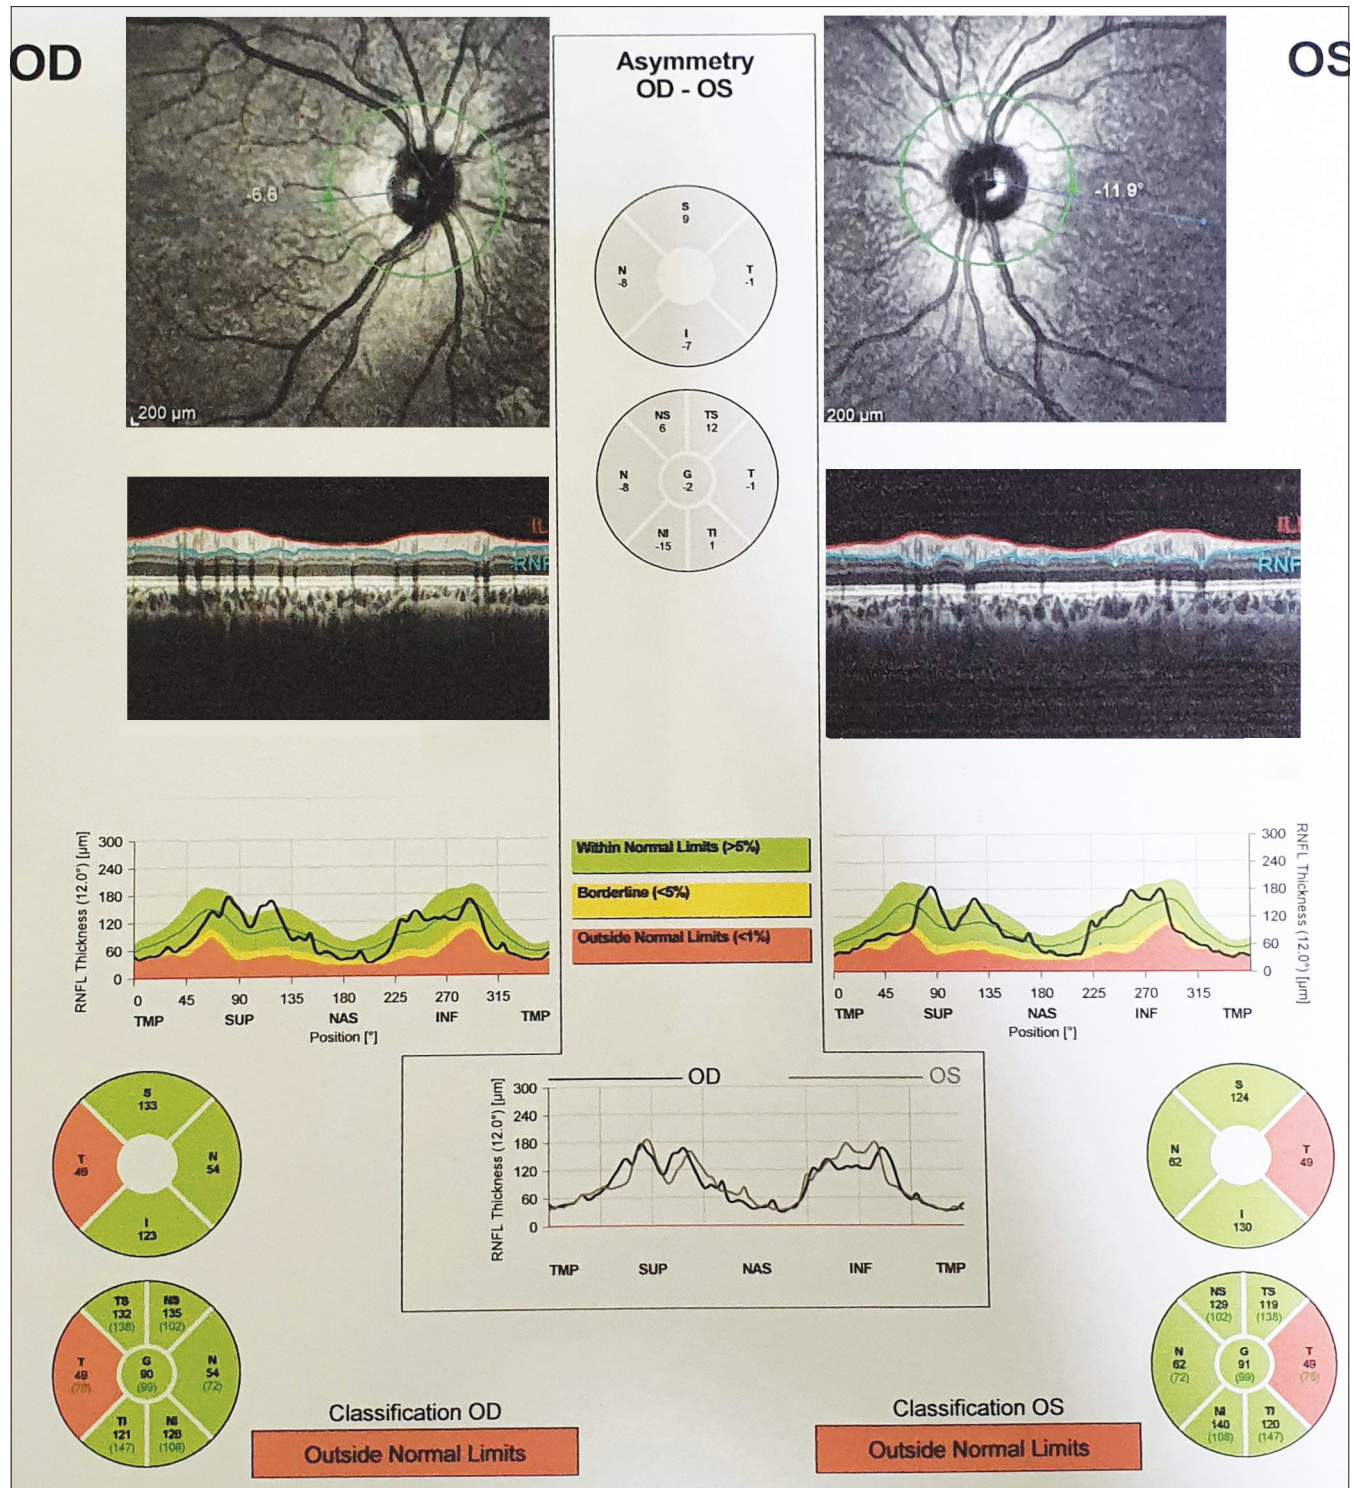 OD
Asymmetry
OD - OS
OS
-6.8°
-11.9°
200 µm
200 µm
S
9
N
-8
T
-1
I
-7
NS
6
TS
12
N
-8
G
-2
T
-1
NI
-15
TI
1
IL
RNF
IL
RNF
RNFL Thickness (12.0°) [µm]
300
240
180
120
60
0
0 45 90 135 180 225 270 315
TMP SUP NAS INF TMP
Position [°]
Within Normal Limits (>5%)
Borderline (<5%)
Outside Normal Limits (<1%)
300
240
180
120
60
0
RNFL Thickness (12.0°) [µm]
0 45 90 135 180 225 270 315
TMP SUP NAS INF TMP
Position [°]
OD OS
RNFL Thickness (12.0°) [µm]
300
240
180
120
60
0
TMP SUP NAS INF TMP
S
133
T
49
N
54
I
123
S
124
N
62
T
49
I
130
TS
132
(138)
NS
135
(102)
T
49
G
90
(99)
N
54
(72)
TI
121
(147)
NI
126
(108)
NS
129
(102)
TS
119
(138)
N
62
(72)
G
91
(99)
T
49
NI
140
(108)
TI
120
(147)
Classification OD
Outside Normal Limits
Classification OS
Outside Normal Limits